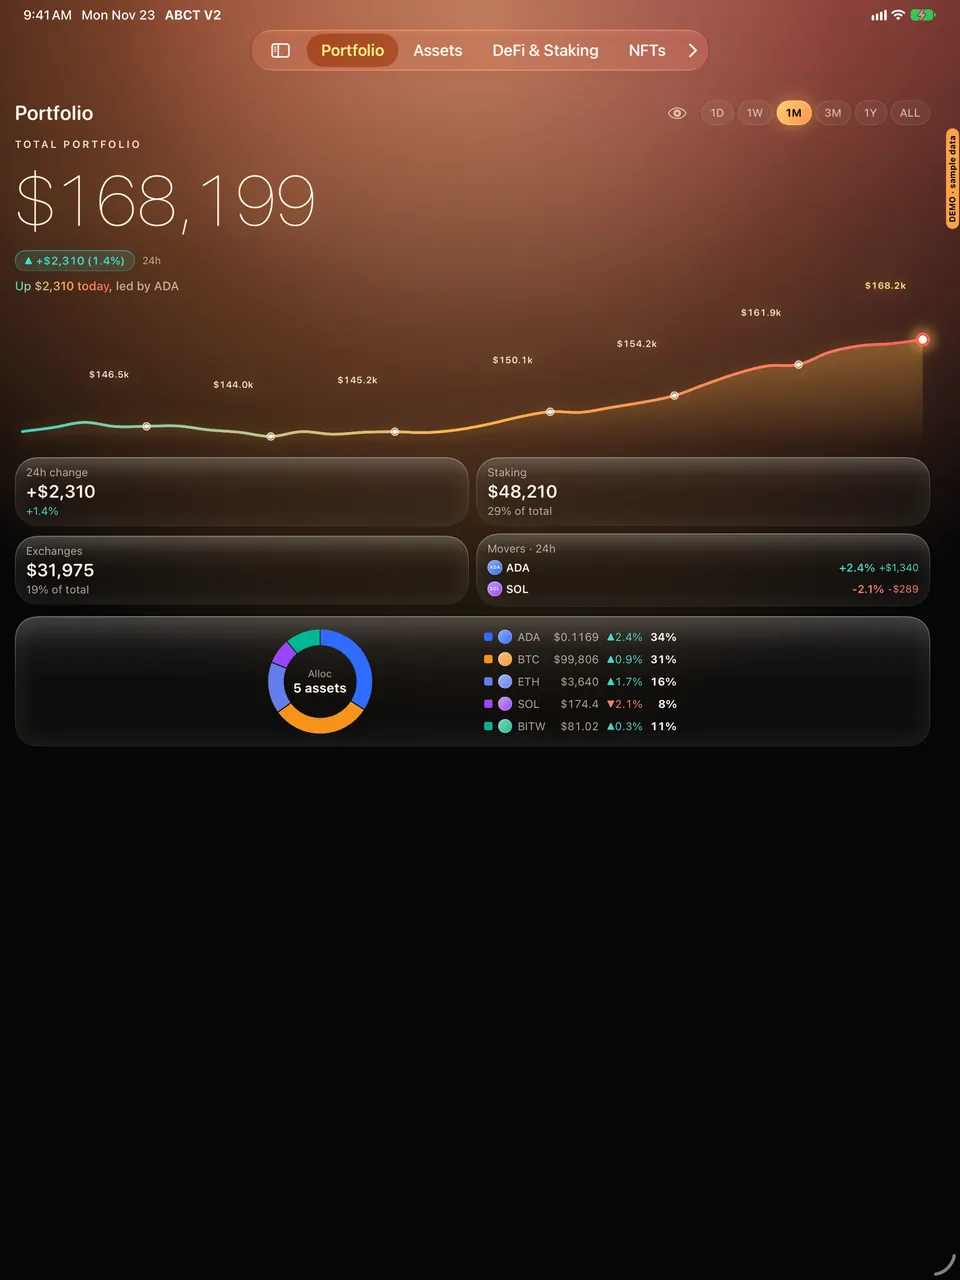 9:41 AM Mon Nov 23 ABCT V2
Portfolio Assets DeFi & Staking NFTs
Portfolio
1D 1W 1M 3M 1Y ALL
TOTAL PORTFOLIO
DEMO · sample data
$168,199
▲ +$2,310 (1.4%) 24h
Up $2,310 today, led by ADA
$146.5k
$144.0k
$145.2k
$150.1k
$154.2k
$161.9k
$168.2k
24h change
+$2,310
+1.4%
Staking
$48,210
29% of total
Exchanges
$31,975
19% of total
Movers · 24h
ADA ADA +2.4% +$1,340
SOL SOL -2.1% -$289
Alloc
5 assets
ADA $0.1169 ▲2.4% 34%
BTC $99,806 ▲0.9% 31%
ETH $3,640 ▲1.7% 16%
SOL $174.4 ▼2.1% 8%
BITW $81.02 ▲0.3% 11%